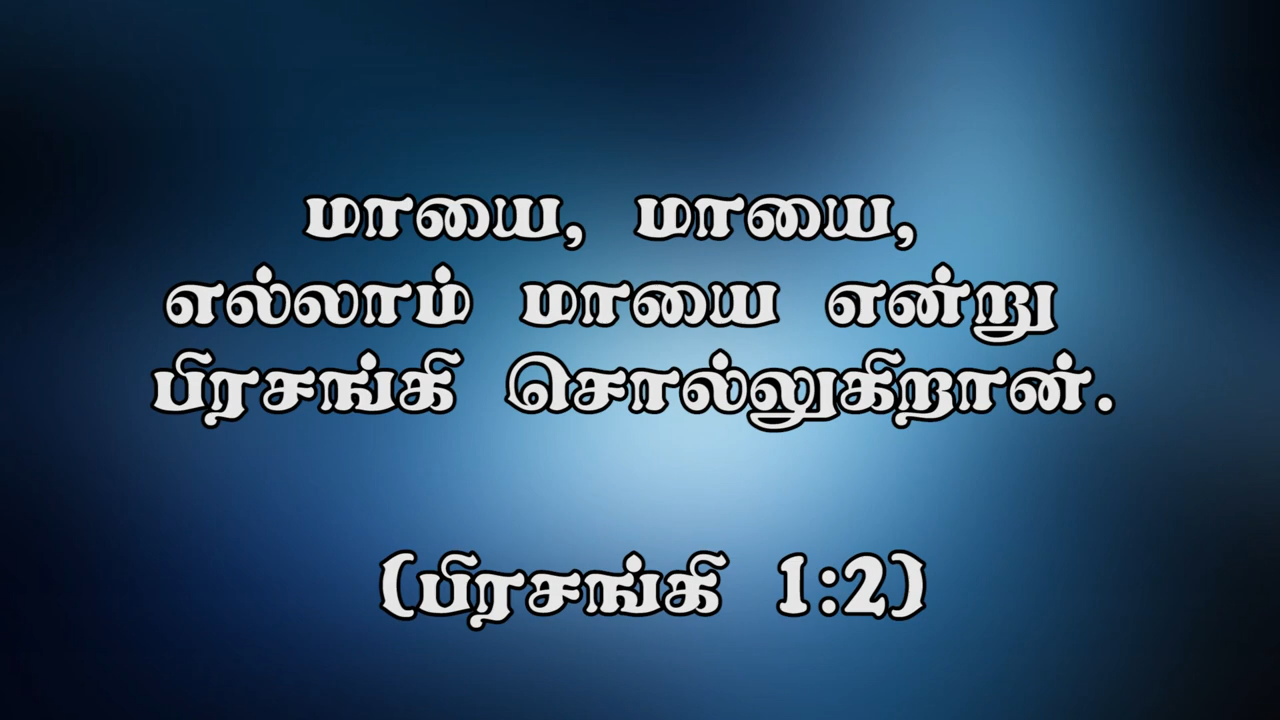 மாயை, மாயை,
எல்லாம் மாயை என்று
பிரசங்கி சொல்லுகிறான்.
(பிரசங்கி 1:2)